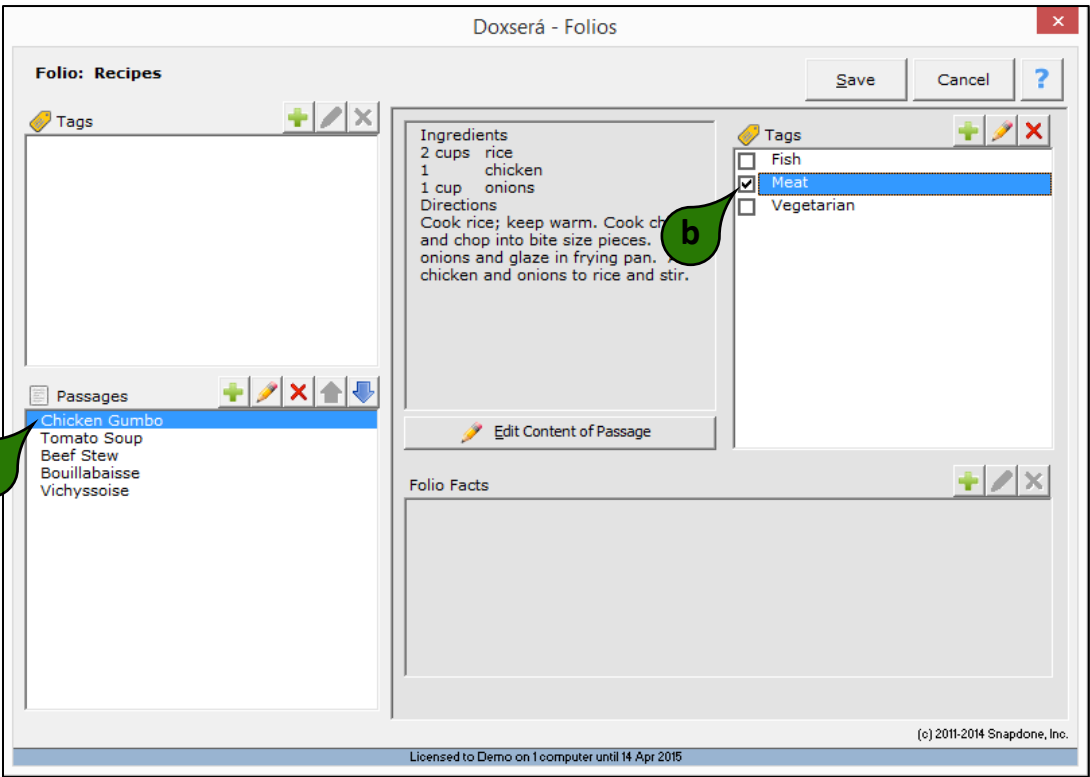 Doxserá - Folios
Folio: Recipes
Save
Cancel
?
Tags
Ingredients
2 cups rice
1 chicken
1 cup onions
Directions
Cook rice; keep warm. Cook
and chop into bite size pieces.
onions and glaze in frying pan.
chicken and onions to rice and stir.
Edit Content of Passage
Tags
Fish
Meat
Vegetarian
b
Passages
Chicken Gumbo
Tomato Soup
Beef Stew
Bouillabaisse
Vichyssoise
Folio Facts
(c) 2011-2014 Snapdone, Inc.
Licensed to Demo on 1 computer until 14 Apr 2015